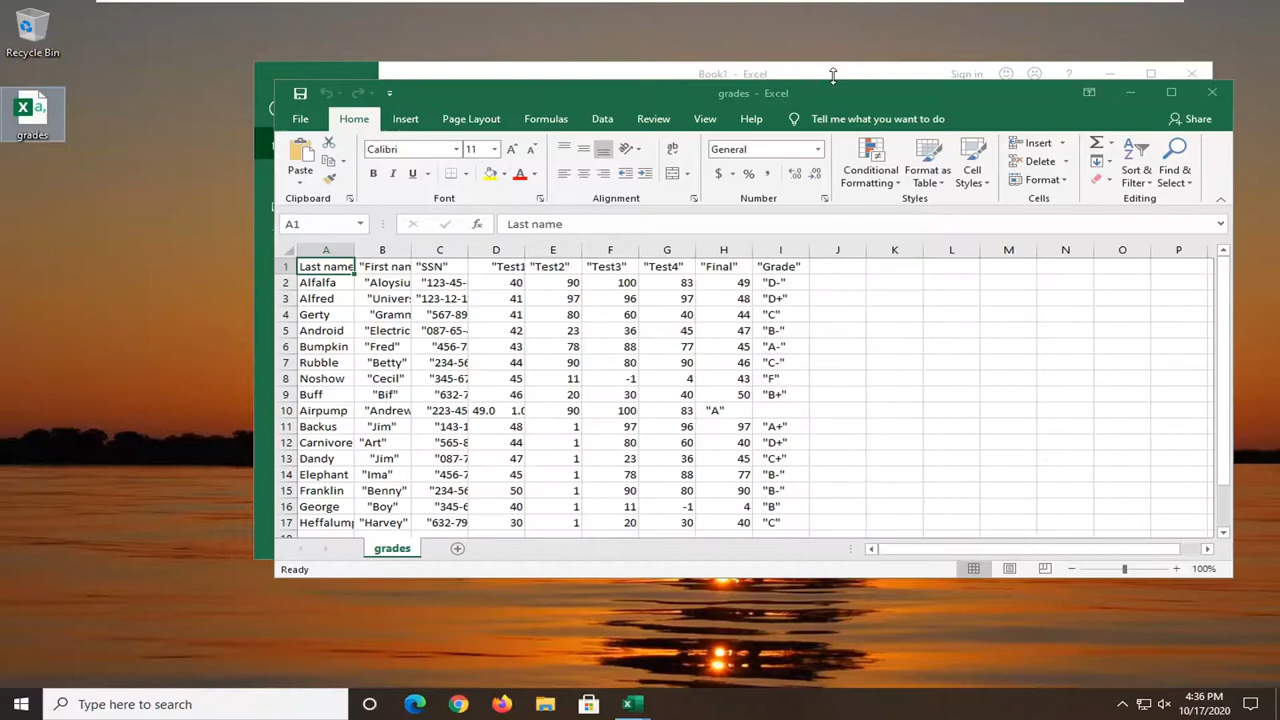 Recycle Bin
grades
Book1 - Excel
Sign in
grades - Excel
File Home Insert Page Layout Formulas Data Review View Help Tell me what you want to do Share
Paste
Calibri 11
B I U
General
$ % ,
Conditional Formatting
Format as Table
Cell Styles
Insert
Delete
Format
Sort & Filter
Find & Select
Clipboard Font Alignment Number Styles Cells Editing
A1 fx Last name
A B C D E F G H I J K L M N O P
1 Last name "First nam "SSN" "Test1 "Test2" "Test3" "Test4" "Final" "Grade"
2 Alfalfa "Aloysiu "123-45- 40 90 100 83 49 "D-"
3 Alfred "Univers "123-12-1 41 97 96 97 48 "D+"
4 Gerty "Gramm "567-89 41 80 60 40 44 "C"
5 Android "Electric "087-65- 42 23 36 45 47 "B-"
6 Bumpkin "Fred" "456-7 43 78 88 77 45 "A-"
7 Rubble "Betty" "234-56 44 90 80 90 46 "C-"
8 Noshow "Cecil" "345-67 45 11 -1 4 43 "F"
9 Buff "Bif" "632-7 46 20 30 40 50 "B+"
10 Airpump "Andrew "223-45 49.0 1.0 90 100 83 "A"
11 Backus "Jim" "143-1 48 1 97 96 97 "A+"
12 Carnivore "Art" "565-8 44 1 80 60 40 "D+"
13 Dandy "Jim" "087-7 47 1 23 36 45 "C+"
14 Elephant "Ima" "456-7 45 1 78 88 77 "B-"
15 Franklin "Benny" "234-56 50 1 90 80 90 "B-"
16 George "Boy" "345-6 40 1 11 -1 4 "B"
17 Heffalump "Harvey" "632-79 30 1 20 30 40 "C"
grades
Ready
100%
Type here to search
4:36 PM
10/17/2020